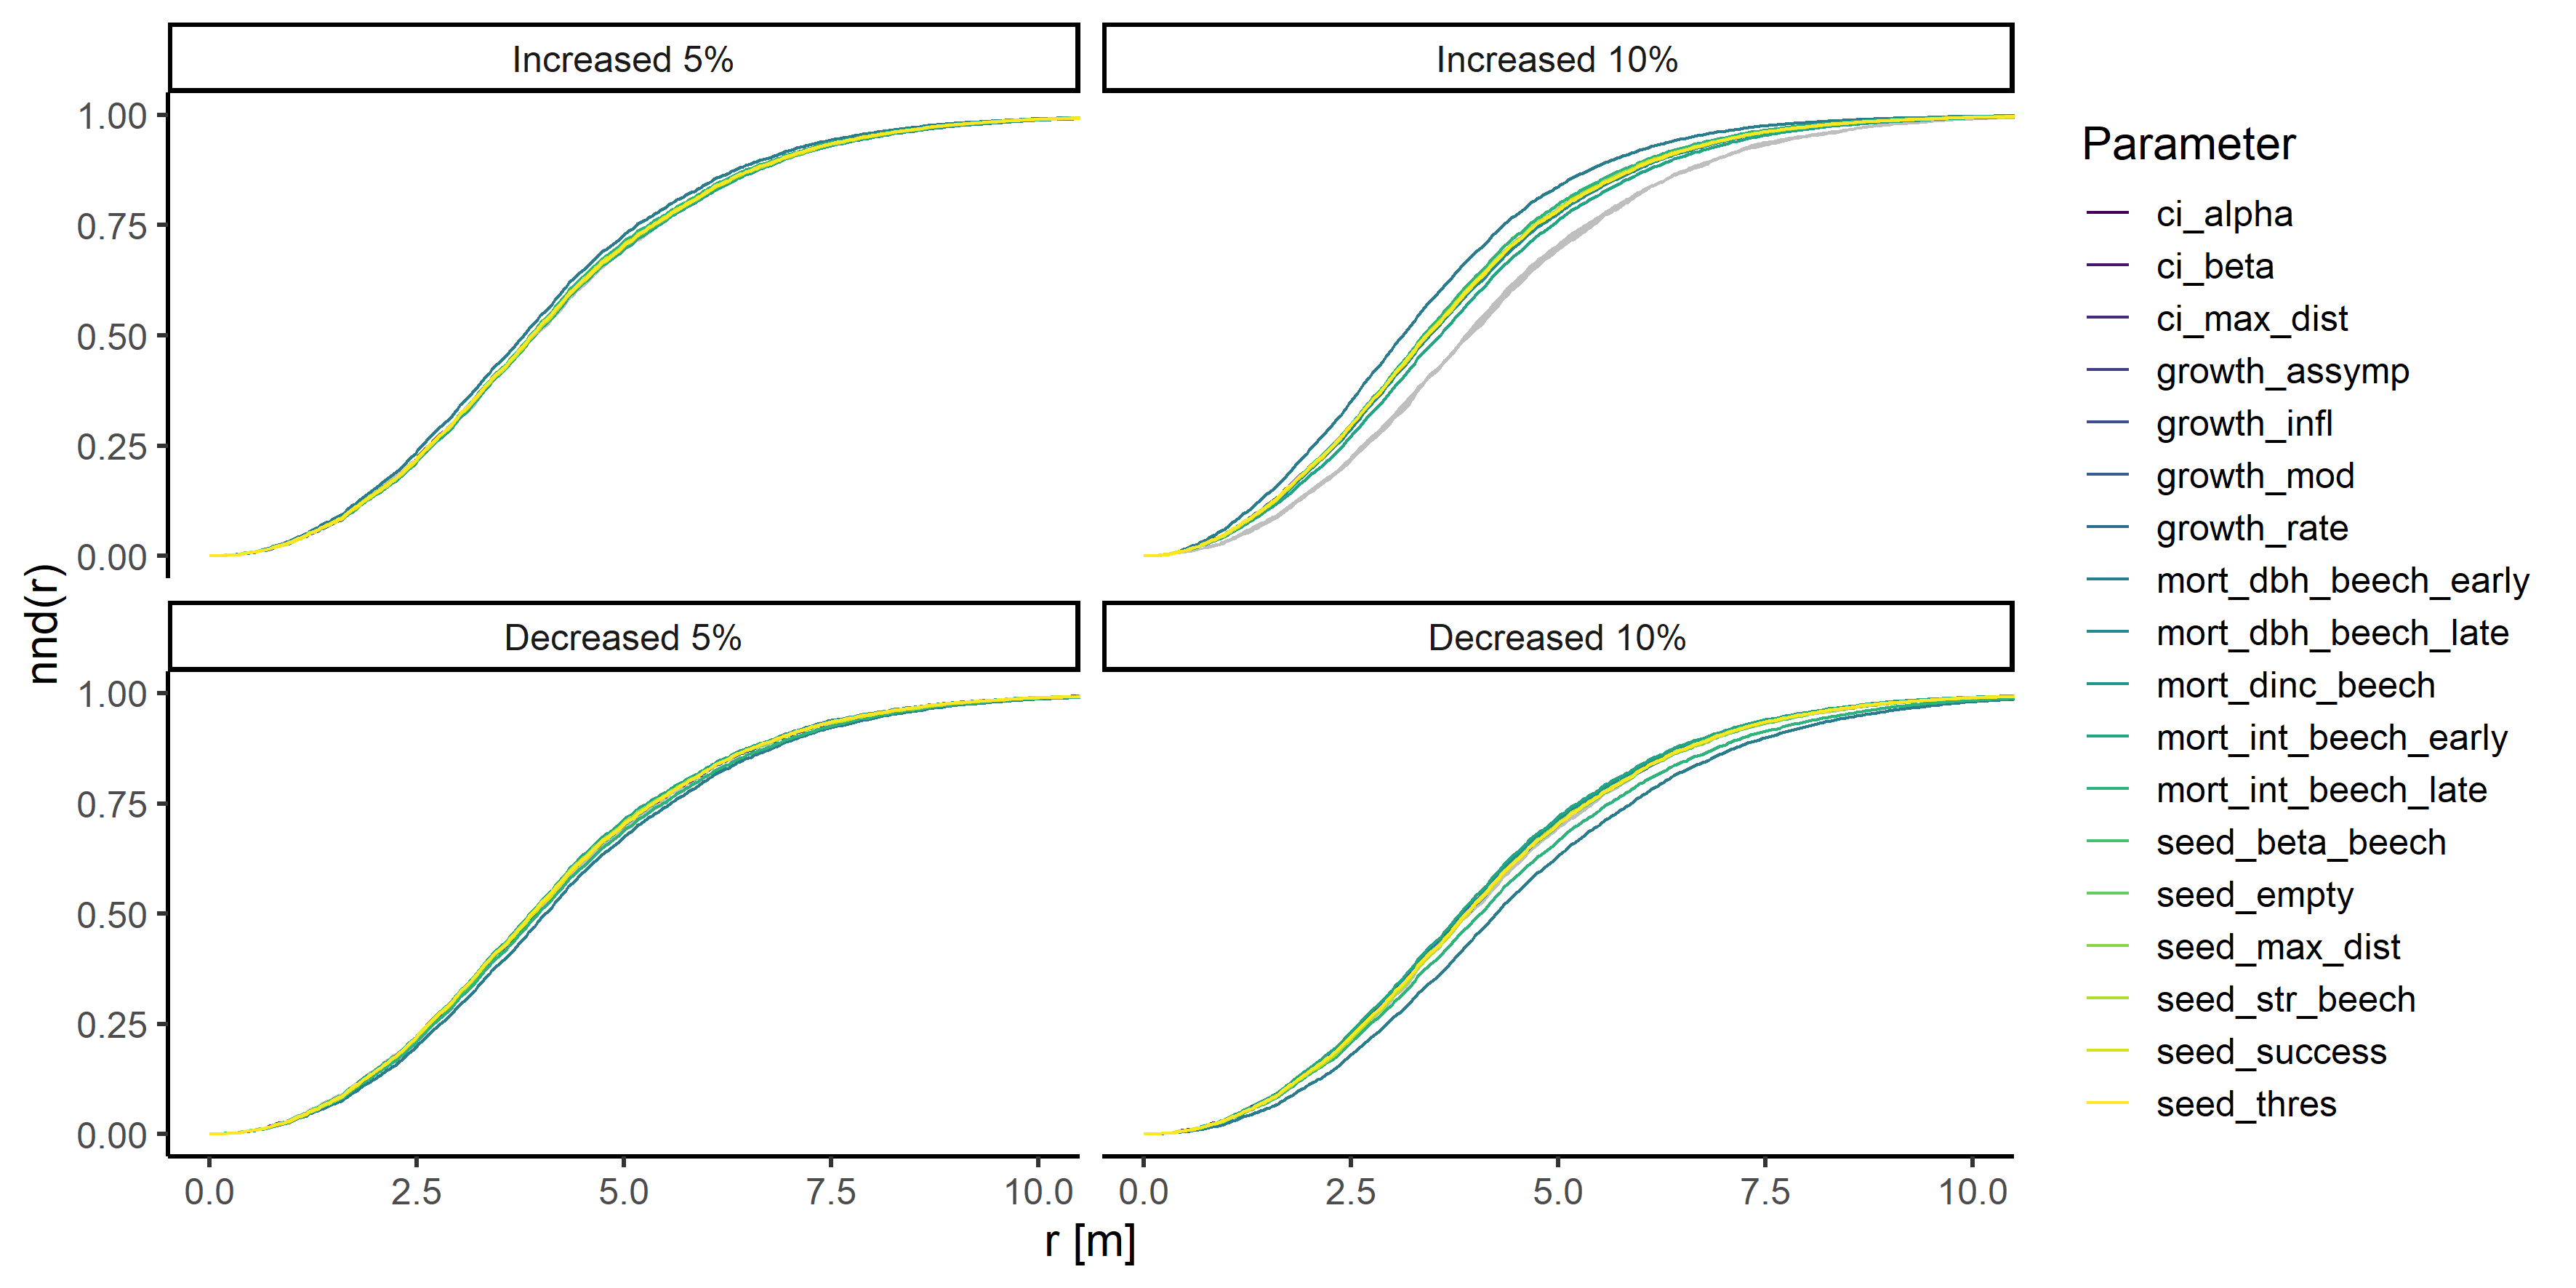 Increased 5%
Increased 10%
1.00
0.75
0.50
0.25
0.00
nnd(r)
Decreased 5%
Decreased 10%
1.00
0.75
0.50
0.25
0.00
0.0 2.5 5.0 7.5 10.0
0.0 2.5 5.0 7.5 10.0
r [m]
Parameter
ci_alpha
ci_beta
ci_max_dist
growth_assymp
growth_infl
growth_mod
growth_rate
mort_dbh_beech_early
mort_dbh_beech_late
mort_dinc_beech
mort_int_beech_early
mort_int_beech_late
seed_beta_beech
seed_empty
seed_max_dist
seed_str_beech
seed_success
seed_thres